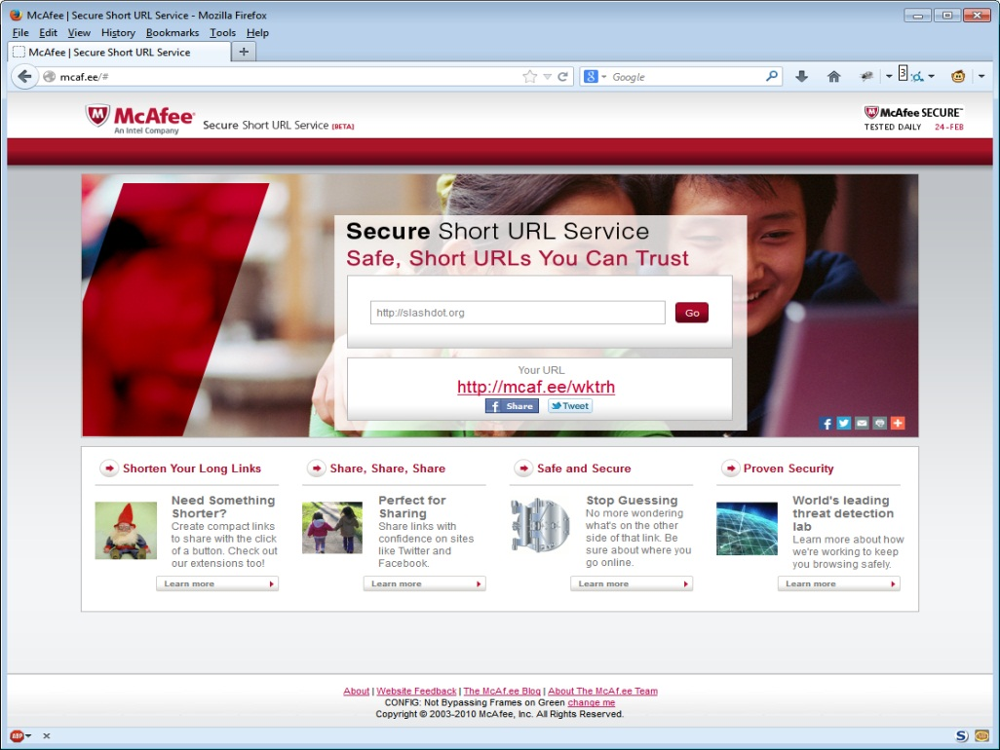 McAfee | Secure Short URL Service - Mozilla Firefox
File Edit View History Bookmarks Tools Help
McAfee | Secure Short URL Service
mcaf.ee/#
Google
3
McAfee
An Intel Company
Secure Short URL Service [BETA]
McAfee SECURE™
TESTED DAILY 24-FEB
Secure Short URL Service
Safe, Short URLs You Can Trust
http://slashdot.org
Go
Your URL
http://mcaf.ee/wktrh
Share
Tweet
Shorten Your Long Links
Need Something
Shorter?
Create compact links
to share with the click
of a button. Check out
our extensions too!
Learn more
Share, Share, Share
Perfect for
Sharing
Share links with
confidence on sites
like Twitter and
Facebook.
Learn more
Safe and Secure
Stop Guessing
No more wondering
what's on the other
side of that link. Be
sure about where you
go online.
Learn more
Proven Security
World's leading
threat detection
lab
Learn more about how
we're working to keep
you browsing safely.
Learn more
About | Website Feedback | The McAf.ee Blog | About The McAf.ee Team
CONFIG: Not Bypassing Frames on Green change me
Copyright © 2003-2010 McAfee, Inc. All Rights Reserved.
ABP
S